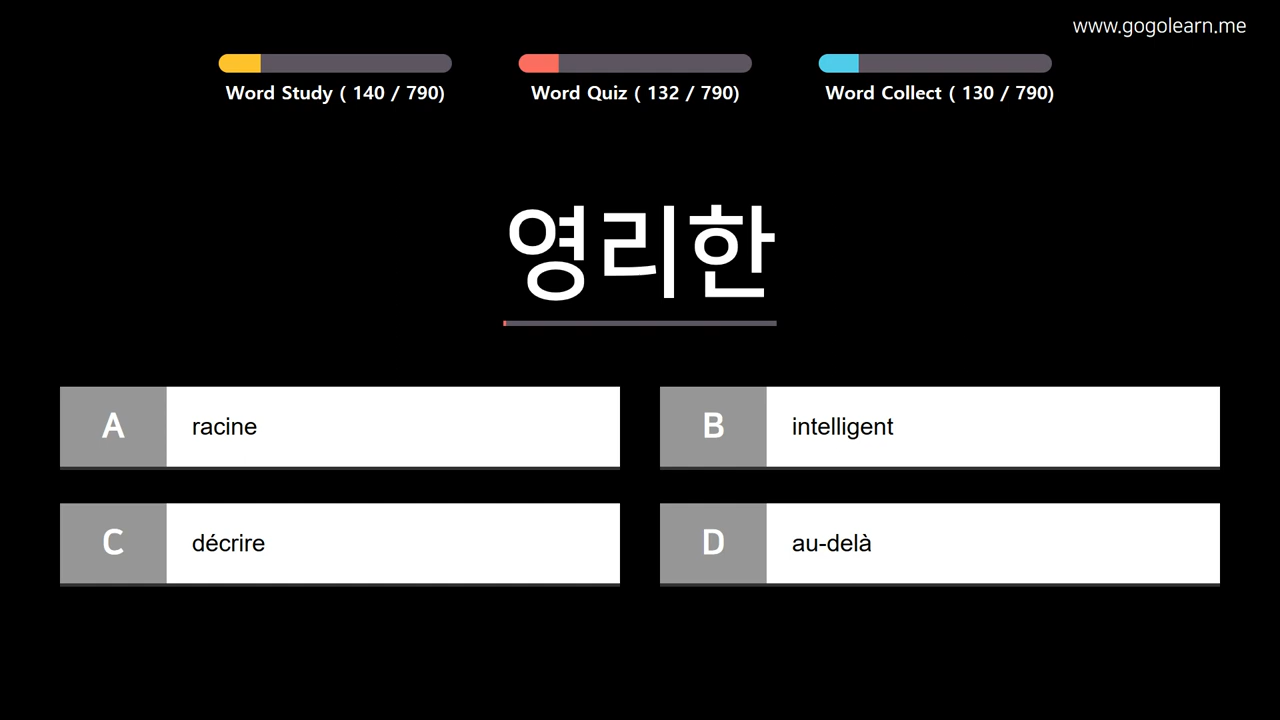 www.gogolearn.me
Word Study ( 140 / 790)
Word Quiz ( 132 / 790)
Word Collect ( 130 / 790)
영리한
A racine
B intelligent
C décrire
D au-delà